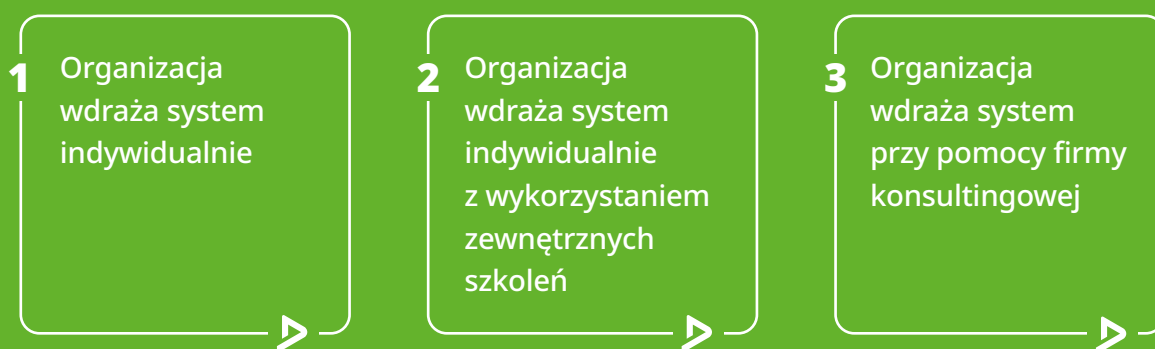 1
Organizacja
wdraża system
indywidualnie
2
Organizacja
wdraża system
indywidualnie
z wykorzystaniem
zewnętrznych
szkoleń
3
Organizacja
wdraża system
przy pomocy firmy
konsultingowej